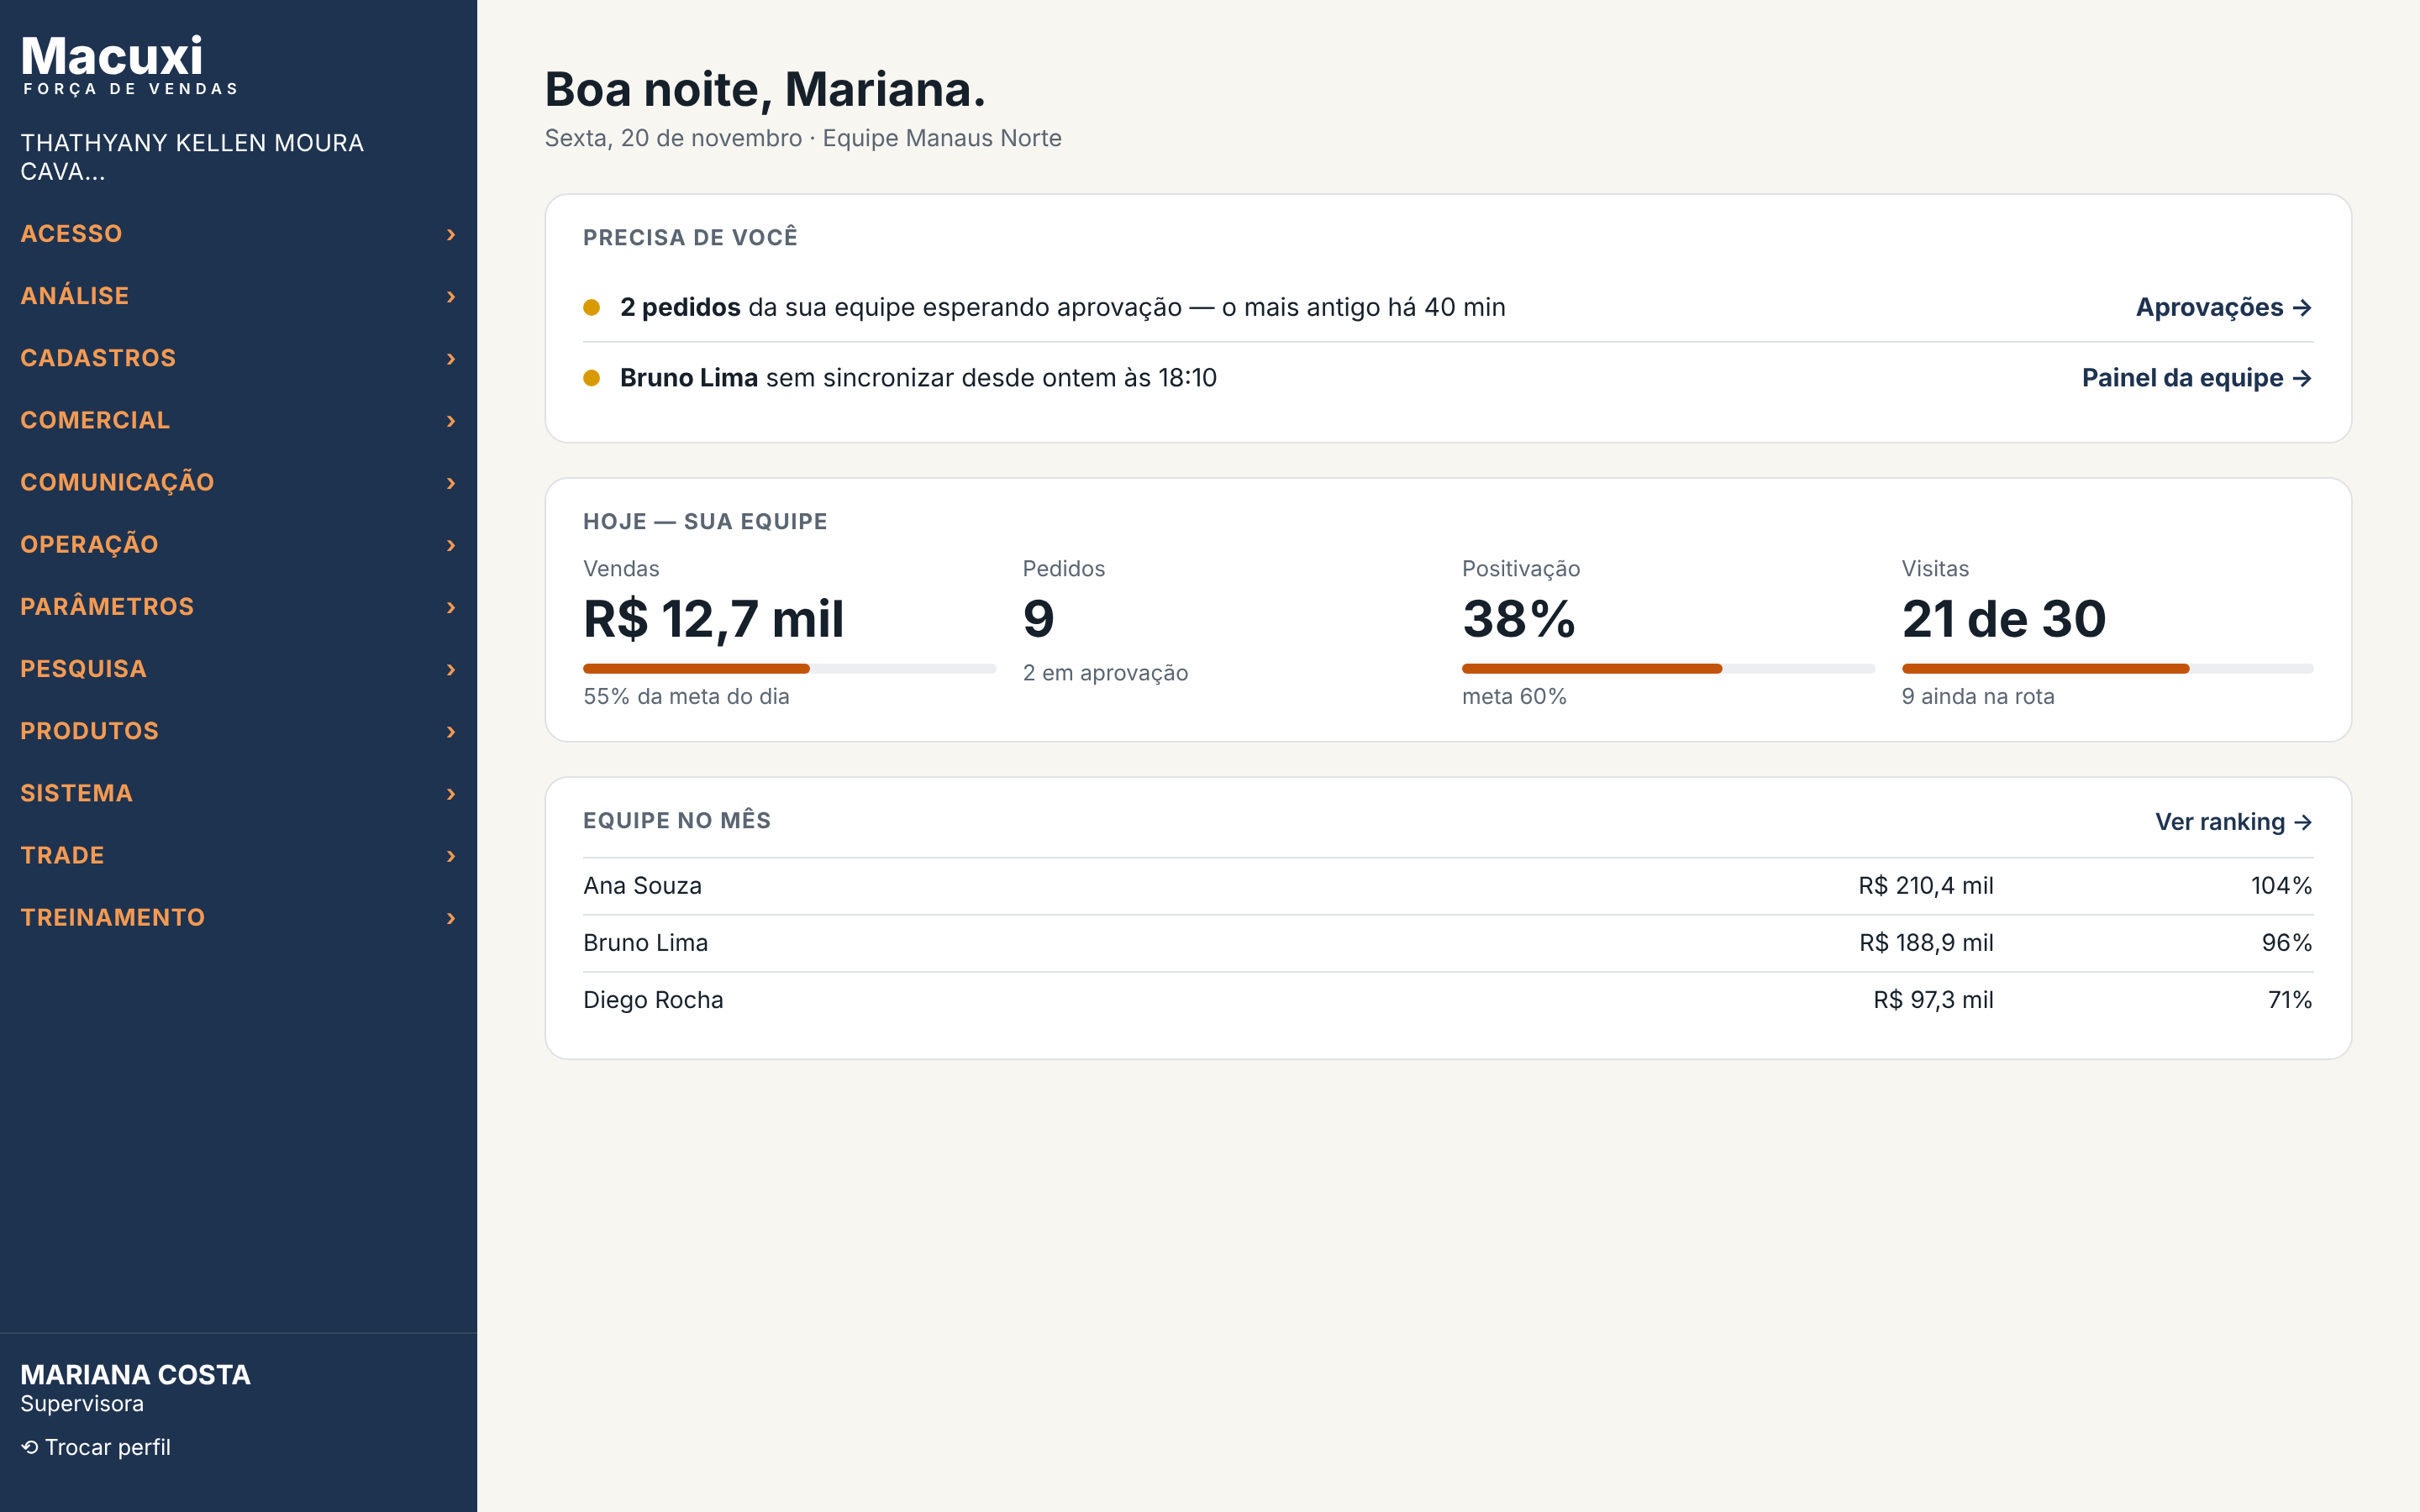 Macuxi
FORÇA DE VENDAS
THATHYANY KELLEN MOURA
CAVA...
ACESSO ›
ANÁLISE ›
CADASTROS ›
COMERCIAL ›
COMUNICAÇÃO ›
OPERAÇÃO ›
PARÂMETROS ›
PESQUISA ›
PRODUTOS ›
SISTEMA ›
TRADE ›
TREINAMENTO ›
MARIANA COSTA
Supervisora
⟲ Trocar perfil
Boa noite, Mariana.
Sexta, 20 de novembro · Equipe Manaus Norte
PRECISA DE VOCÊ
2 pedidos da sua equipe esperando aprovação — o mais antigo há 40 min Aprovações →
Bruno Lima sem sincronizar desde ontem às 18:10 Painel da equipe →
HOJE — SUA EQUIPE
Vendas Pedidos Positivação Visitas
R$ 12,7 mil 9 38% 21 de 30
55% da meta do dia 2 em aprovação meta 60% 9 ainda na rota
EQUIPE NO MÊS Ver ranking →
Ana Souza R$ 210,4 mil 104%
Bruno Lima R$ 188,9 mil 96%
Diego Rocha R$ 97,3 mil 71%